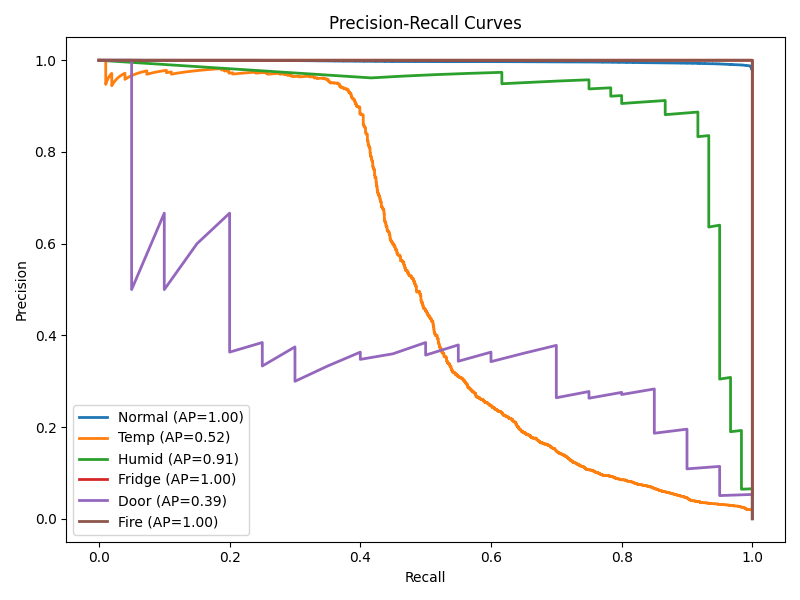 Precision-Recall Curves
Precision
1.0
0.8
0.6
0.4
0.2
0.0
Normal (AP=1.00)
Temp (AP=0.52)
Humid (AP=0.91)
Fridge (AP=1.00)
Door (AP=0.39)
Fire (AP=1.00)
0.0 0.2 0.4 0.6 0.8 1.0
Recall